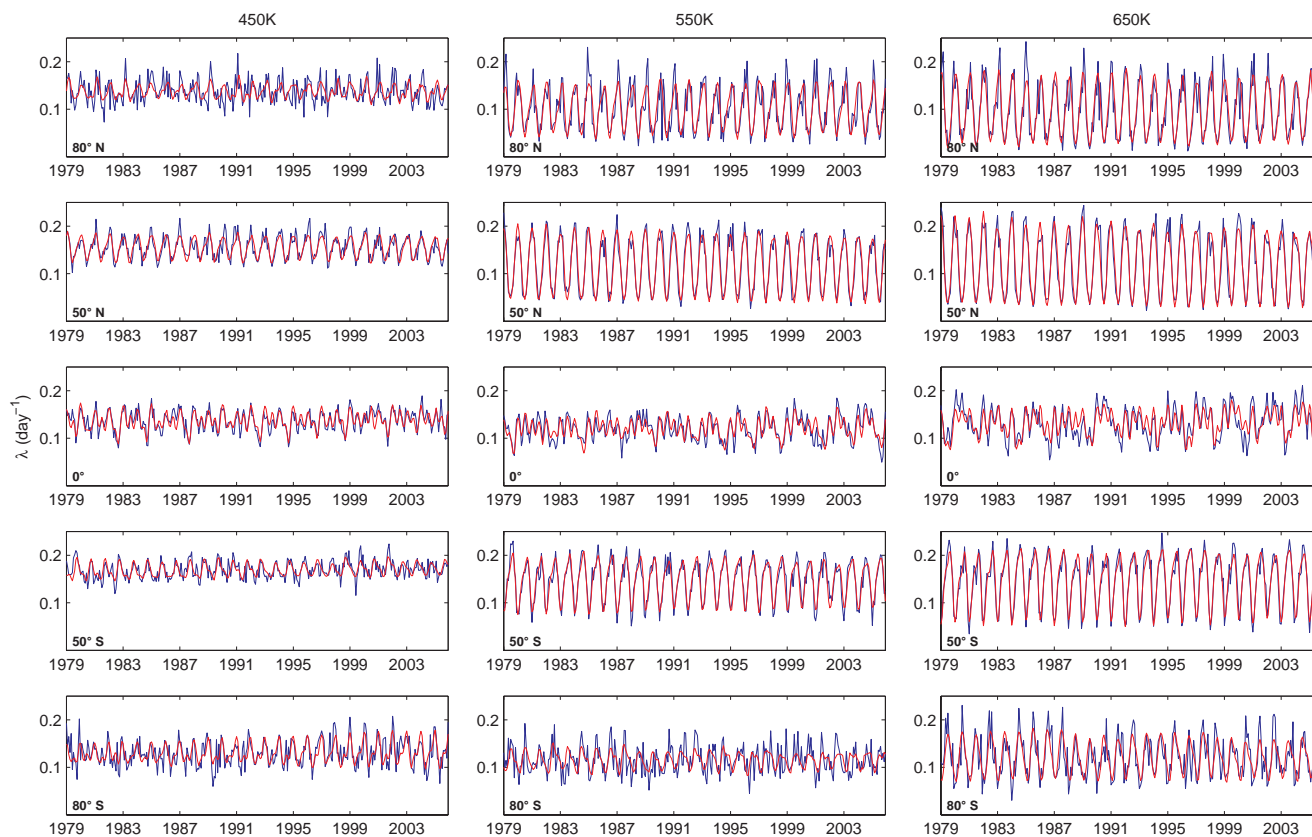 450K 550K 650K
0.2 0.1 80° N 80° N 80° N
1979 1983 1987 1991 1995 1999 2003 1979 1983 1987 1991 1995 1999 2003 1979 1983 1987 1991 1995 1999 2003
0.2 0.1 50° N 0.2 0.1 50° N 0.2 0.1 50° N
1979 1983 1987 1991 1995 1999 2003 1979 1983 1987 1991 1995 1999 2003 1979 1983 1987 1991 1995 1999 2003
λ (day⁻¹) 0.2 0.1 0° 0.2 0.1 0° 0.2 0.1 0°
1979 1983 1987 1991 1995 1999 2003 1979 1983 1987 1991 1995 1999 2003 1979 1983 1987 1991 1995 1999 2003
0.2 0.1 50° S 0.2 0.1 50° S 0.2 0.1 50° S
1979 1983 1987 1991 1995 1999 2003 1979 1983 1987 1991 1995 1999 2003 1979 1983 1987 1991 1995 1999 2003
0.2 0.1 80° S 0.2 0.1 80° S 0.2 0.1 80° S
1979 1983 1987 1991 1995 1999 2003 1979 1983 1987 1991 1995 1999 2003 1979 1983 1987 1991 1995 1999 2003